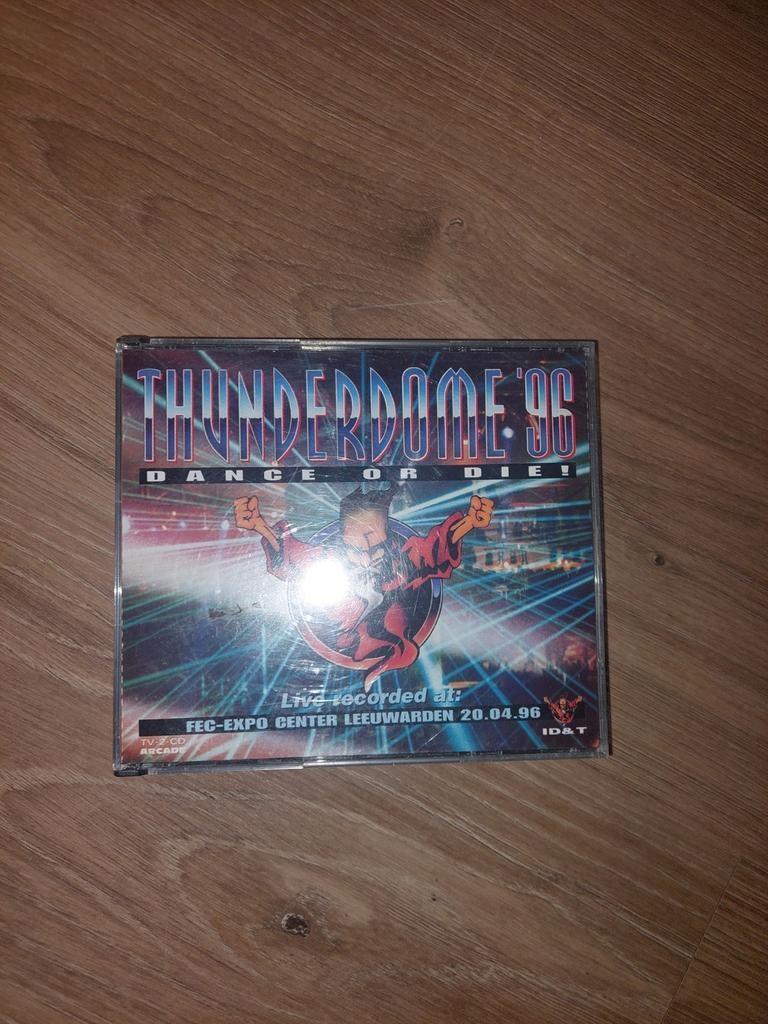 THUNDERDOME '96
DANCE OR DIE!
Live recorded at:
FEC-EXPO CENTER LEEUWARDEN 20.04.96
TV-2-CD
ARCADE
ID&T